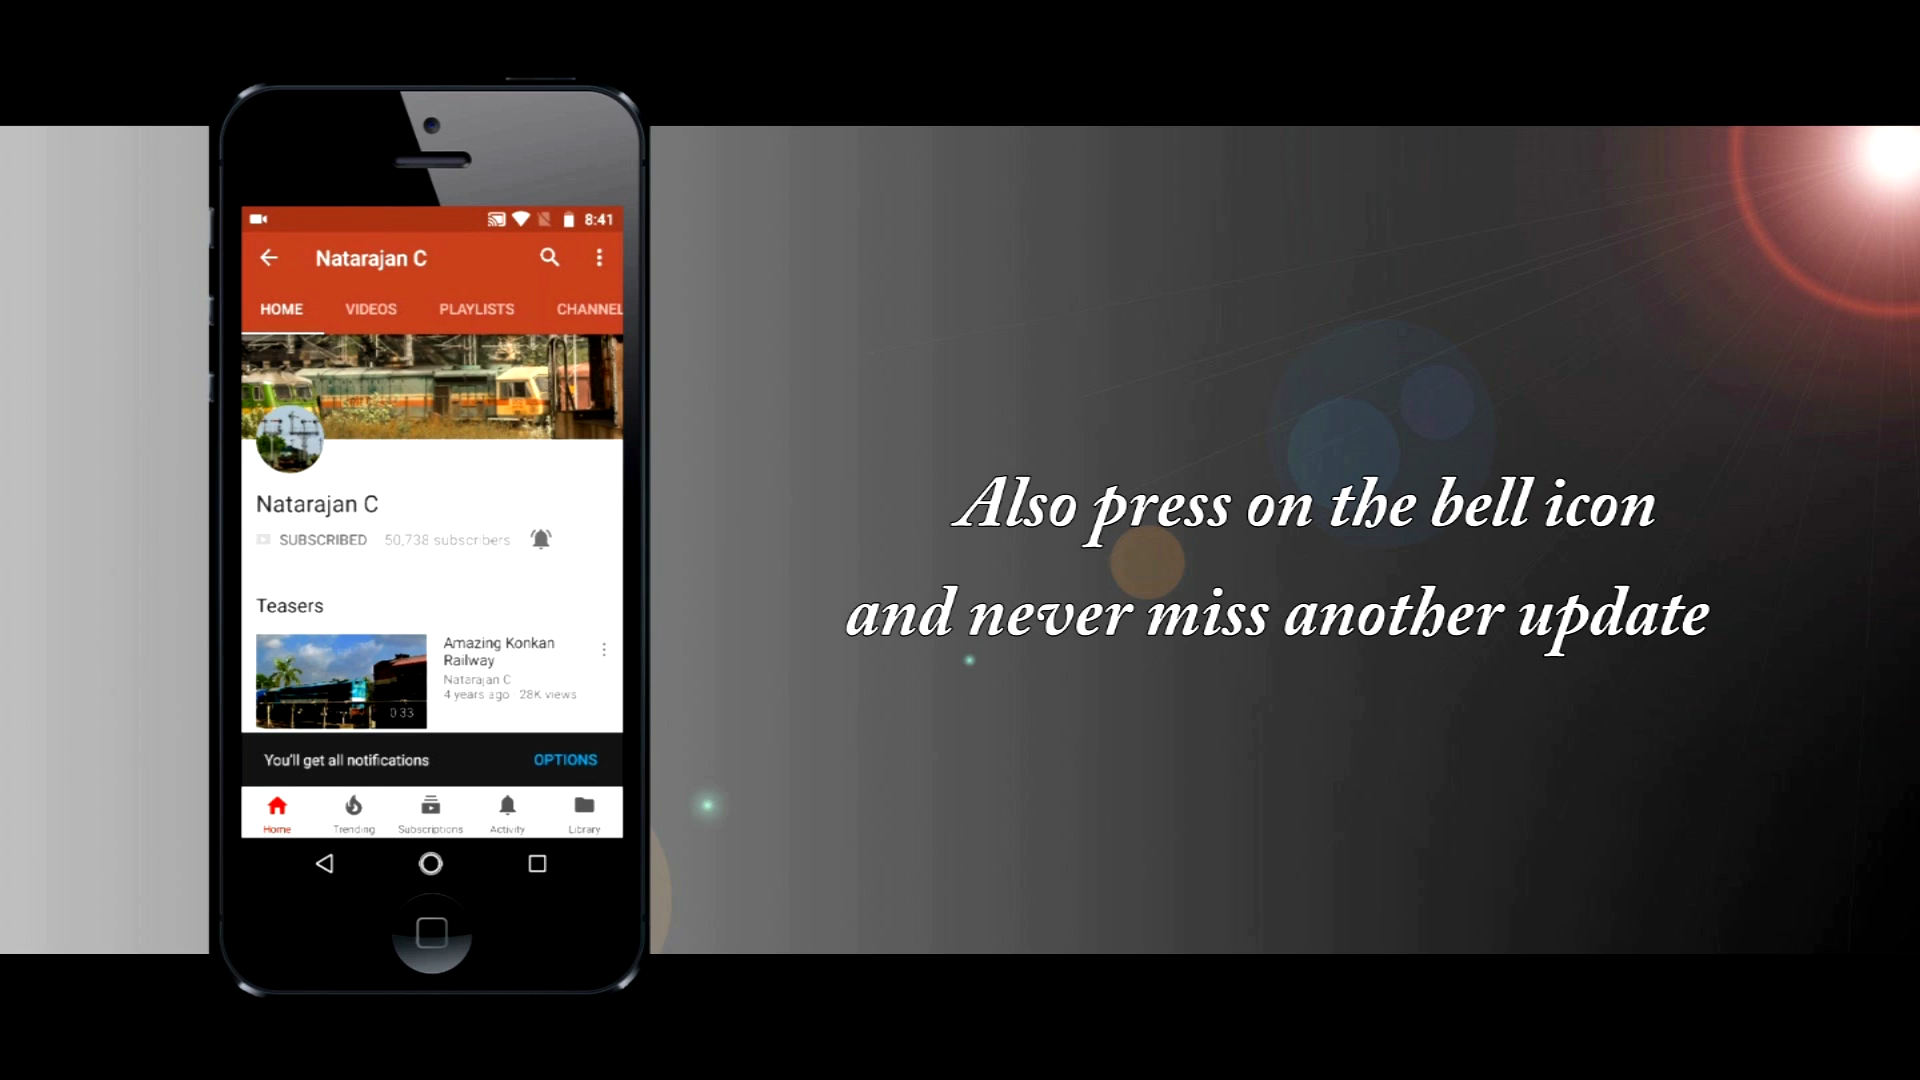 8:41
Natarajan C
HOME VIDEOS PLAYLISTS CHANNEL
Natarajan C
SUBSCRIBED 50,738 subscribers
Teasers
Amazing Konkan
Railway
Natarajan C
4 years ago · 28K views
0:33
You'll get all notifications OPTIONS
Home Trending Subscriptions Activity Library
Also press on the bell icon
and never miss another update